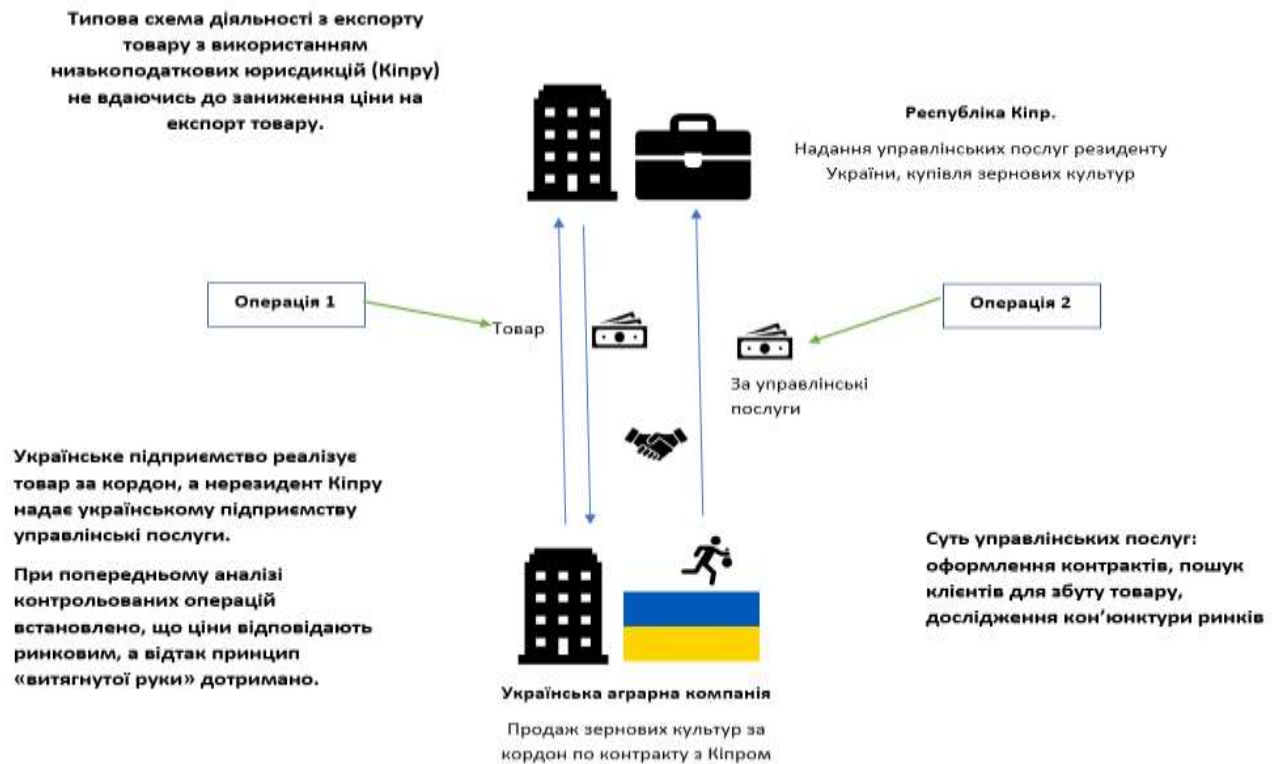 Типова схема діяльності з експорту
товару з використанням
низькоподаткових юрисдикцій (Кіпру)
не вдаючись до заниження ціни на
експорт товару.
Республіка Кіпр.
Надання управлінських послуг резиденту
України, купівля зернових культур
Операція 1
Операція 2
Товар
За управлінські
послуги
Українське підприємство реалізує
товар за кордон, а нерезидент Кіпру
надає українському підприємству
управлінські послуги.
При попередньому аналізі
контрольованих операцій
встановлено, що ціни відповідають
ринковим, а відтак принцип
«витягнутої руки» дотримано.
Суть управлінських послуг:
оформлення контрактів, пошук
клієнтів для збуту товару,
дослідження кон’юнктури ринків
Українська аграрна компанія
Продаж зернових культур за
кордон по контракту з Кіпром